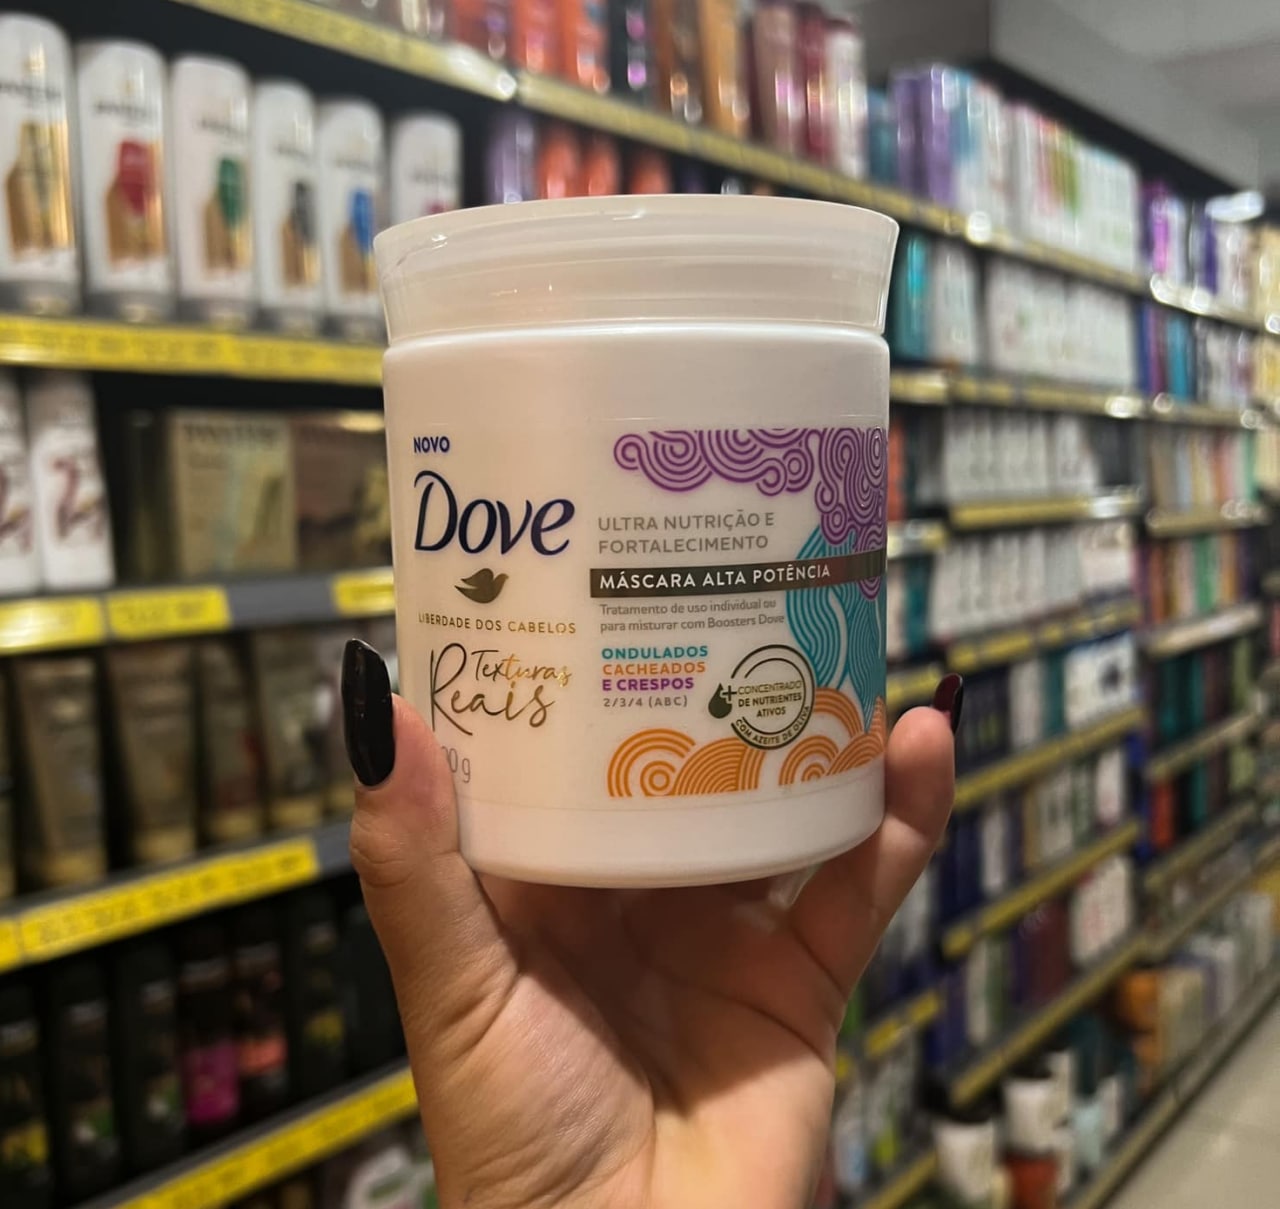 NOVO
Dove
LIBERDADE DOS CABELOS
Texturas
Reais
0g
ULTRA NUTRIÇÃO E
FORTALECIMENTO
MÁSCARA ALTA POTÊNCIA
Tratamento de uso individual ou
para misturar com Boosters Dove
ONDULADOS
CACHEADOS
E CRESPOS
2/3/4 (ABC)
+CONCENTRADO
DE NUTRIENTES
ATIVOS
COM AZEITE DE OLIVA